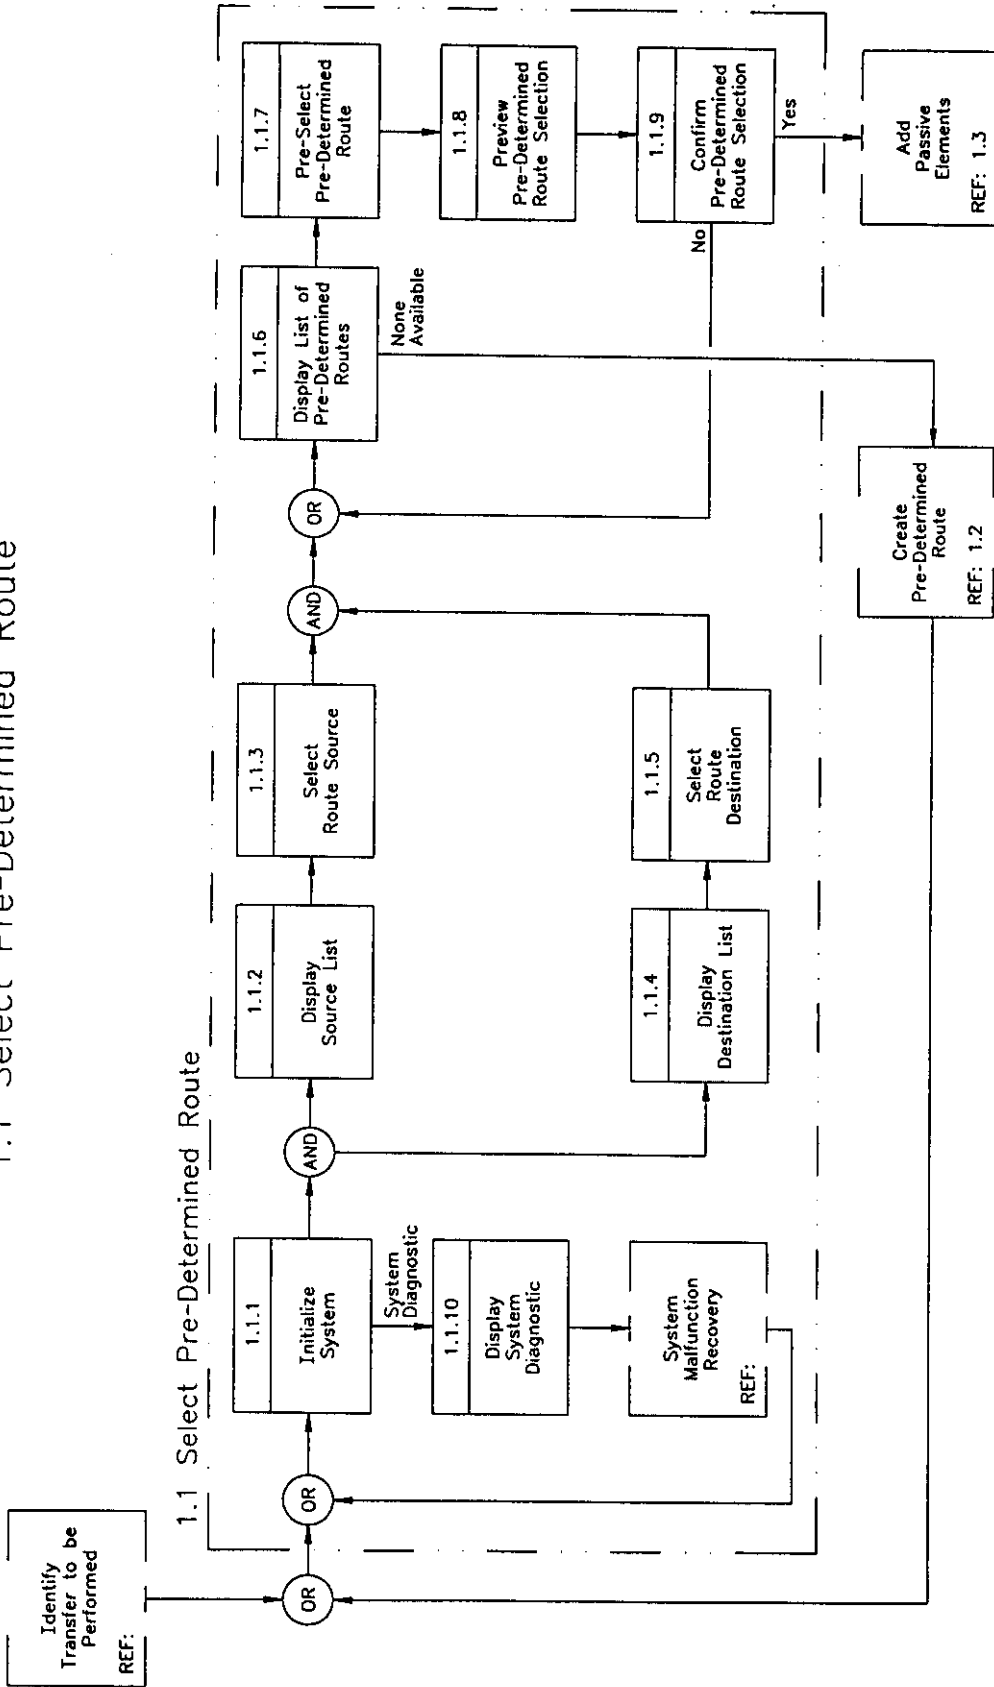 1.1 Select Pre-Determined Route
Identify
Transfer to be
Performed
REF:
1.1 Select Pre-Determined Route
OR
OR
1.1.1
Initialize
System
System
Diagnostic
1.1.10
Display
System
Diagnostic
System
Malfunction
Recovery
REF:
AND
1.1.2
Display
Source List
1.1.3
Select
Route Source
1.1.4
Display
Destination List
1.1.5
Select
Route
Destination
AND
OR
1.1.6
Display List of
Pre-Determined
Routes
None
Available
1.1.7
Pre-Select
Pre-Determined
Route
1.1.8
Preview
Pre-Determined
Route Selection
1.1.9
Confirm
Pre-Determined
Route Selection
No
Yes
Create
Pre-Determined
Route
REF: 1.2
Add
Passive
Elements
REF: 1.3